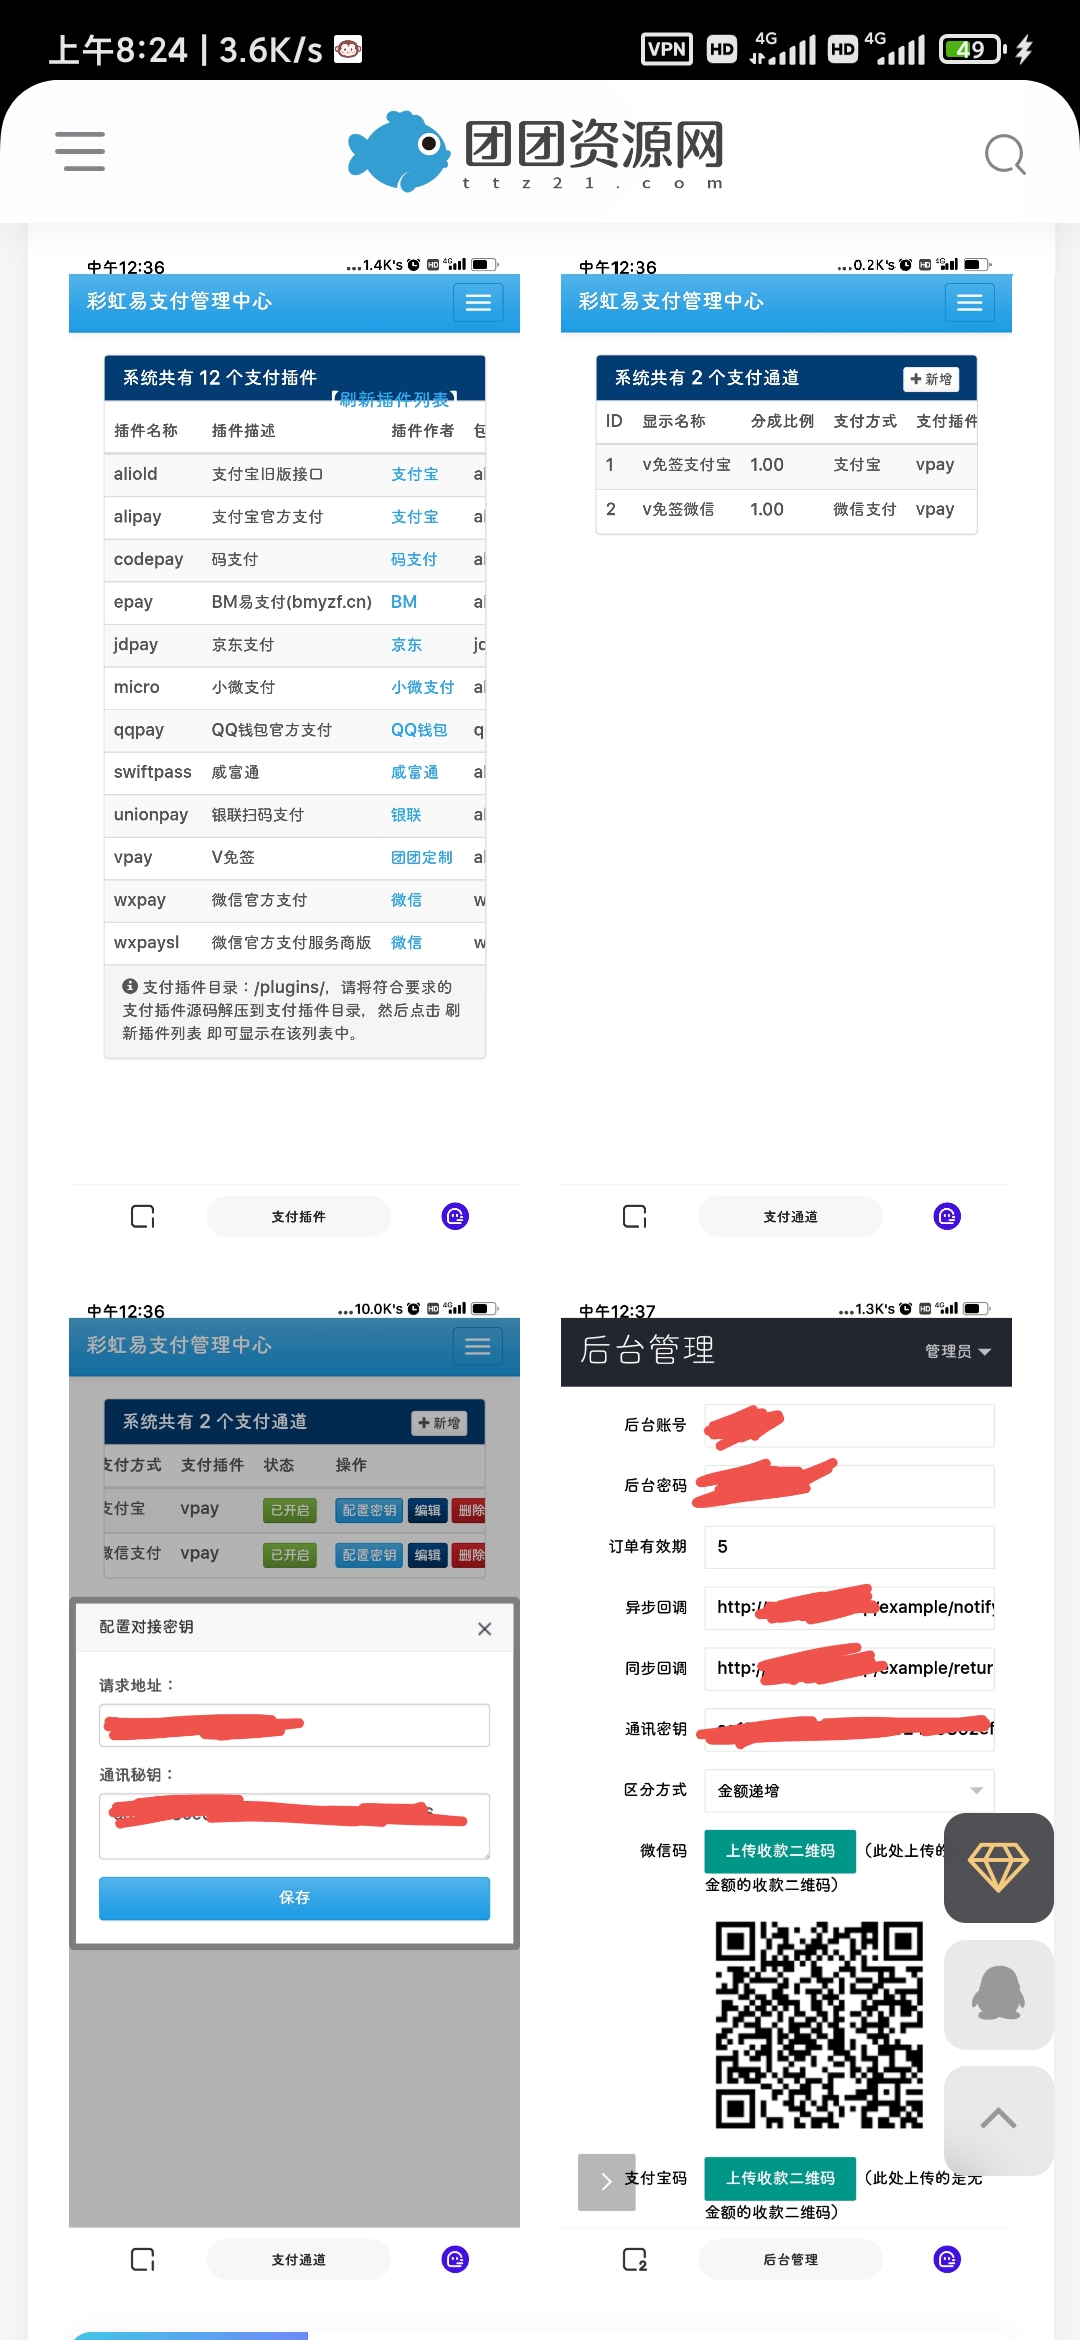 上午8:24 | 3.6K/s
VPN HD 4G HD 4G 49
团团资源网
ttz21.com
中午12:36
...1.4K's HD 4G
彩虹易支付管理中心
系统共有 12 个支付插件
【刷新插件列表】
插件名称 插件描述 插件作者 包
aliold 支付宝旧版接口 支付宝 al
alipay 支付宝官方支付 支付宝 al
codepay 码支付 码支付 al
epay BM易支付(bmyzf.cn) BM al
jdpay 京东支付 京东 jd
micro 小微支付 小微支付 al
qqpay QQ钱包官方支付 QQ钱包 q
swiftpass 威富通 威富通 al
unionpay 银联扫码支付 银联 al
vpay V免签 团团定制 al
wxpay 微信官方支付 微信 w
wxpaysl 微信官方支付服务商版 微信 w
支付插件目录：/plugins/，请将符合要求的
支付插件源码解压到支付插件目录，然后点击 刷
新插件列表 即可显示在该列表中。
支付插件
中午12:36
...0.2K's HD 4G
彩虹易支付管理中心
系统共有 2 个支付通道
+ 新增
ID 显示名称 分成比例 支付方式 支付插件
1 v免签支付宝 1.00 支付宝 vpay
2 v免签微信 1.00 微信支付 vpay
支付通道
中午12:36
...10.0K's HD 4G
彩虹易支付管理中心
系统共有 2 个支付通道
+ 新增
支付方式 支付插件 状态 操作
支付宝 vpay 已开启 配置密钥 编辑 删除
微信支付 vpay 已开启 配置密钥 编辑 删除
配置对接密钥
×
请求地址：
通讯秘钥：
保存
支付通道
中午12:37
...1.3K's HD 4G
后台管理
管理员
后台账号
后台密码
订单有效期 5
异步回调 http:/ /example/notify
同步回调 http:/ example/retur
通讯密钥
区分方式 金额递增
微信码 上传收款二维码 （此处上传的
金额的收款二维码）
支付宝码 上传收款二维码 （此处上传的是无
金额的收款二维码）
2 后台管理